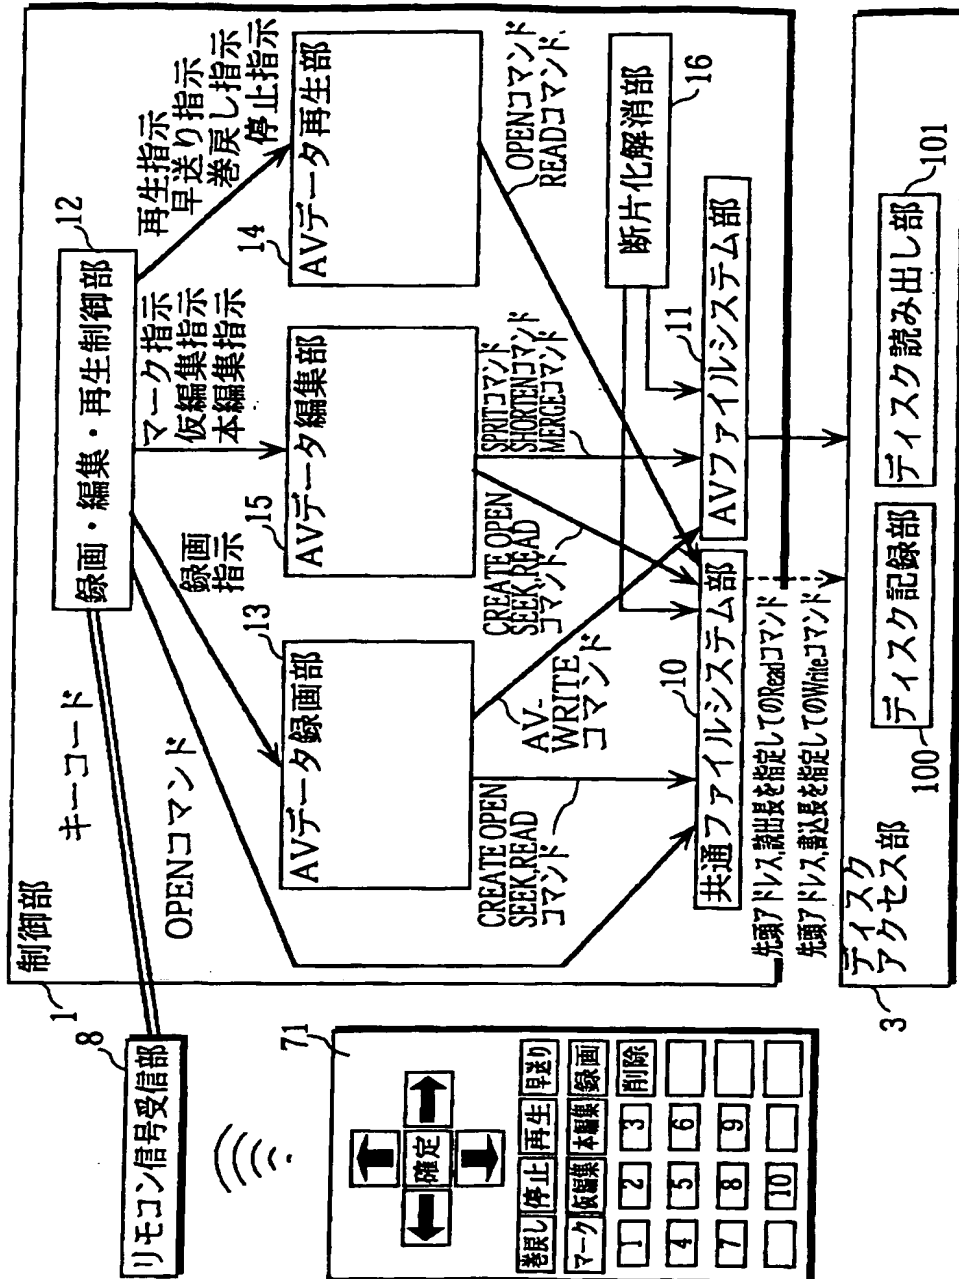 制御部
1
キーコード
録画・編集・再生制御部
12
OPENコマンド
録画
指示
マーク指示
仮編集指示
本編集指示
再生指示
早送り指示
巻戻し指示
停止指示
13
AVデータ録画部
15
AVデータ編集部
14
AVデータ再生部
CREATE OPEN
SEEK,READ
コマンド
AV-
WRITE
コマンド
CREATE OPEN
SEEK,READ
コマンド
SPRITコマンド
SHORTENコマンド
MERGEコマンド
OPENコマンド
READコマンド.
断片化解消部
16
10
共通ファイルシステム部
11
AVファイルシステム部
先頭アドレス,読出長を指定してのReadコマンド
先頭アドレス,書込長を指定してのWriteコマンド
3
ディスク
アクセス部
100
ディスク記録部
101
ディスク読み出し部
8
リモコン信号受信部
71
確定
巻戻し 停止 再生 早送り
マーク 仮編集 本編集 録画
1 2 3 削除
4 5 6
7 8 9
10